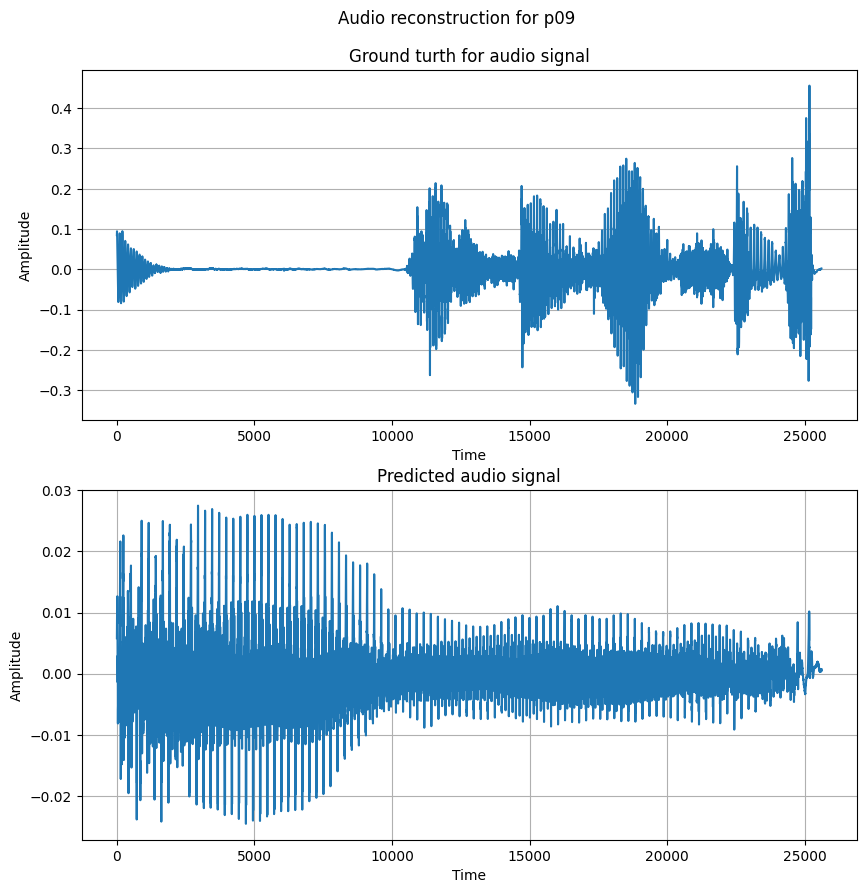 Audio reconstruction for p09
Ground turth for audio signal
Amplitude
0.4
0.3
0.2
0.1
0.0
−0.1
−0.2
−0.3
0 5000 10000 15000 20000 25000
Time
Predicted audio signal
Amplitude
0.03
0.02
0.01
0.00
−0.01
−0.02
0 5000 10000 15000 20000 25000
Time